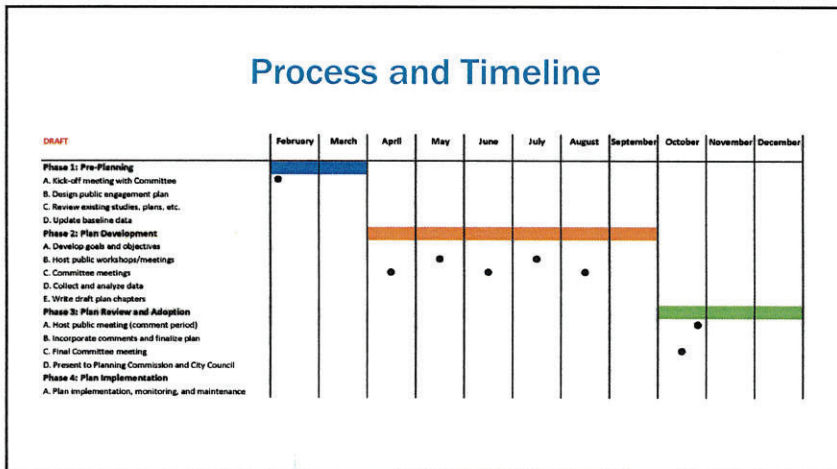 Process and Timeline
DRAFT February March April May June July August September October November December
Phase 1: Pre-Planning
A. Kick-off meeting with Committee
B. Design public engagement plan
C. Review existing studies, plans, etc.
D. Update baseline data
Phase 2: Plan Development
A. Develop goals and objectives
B. Host public workshops/meetings
C. Committee meetings
D. Collect and analyze data
E. Write draft plan chapters
Phase 3: Plan Review and Adoption
A. Host public meeting (comment period)
B. Incorporate comments and finalize plan
C. Final Committee meeting
D. Present to Planning Commission and City Council
Phase 4: Plan Implementation
A. Plan implementation, monitoring, and maintenance